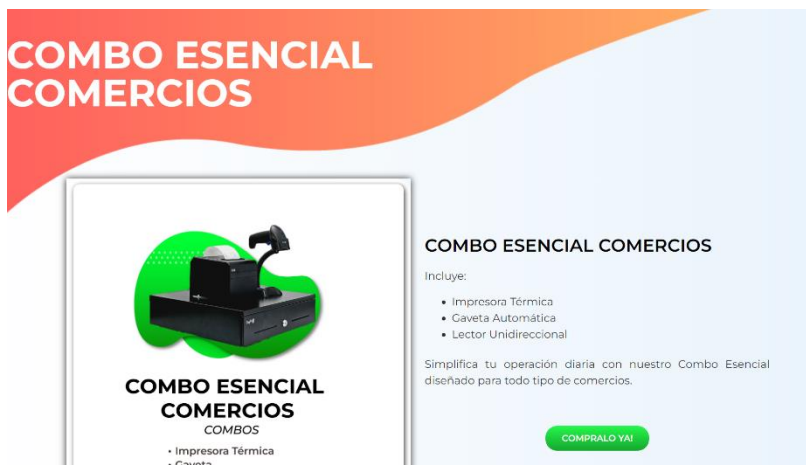 COMBO ESENCIAL
COMERCIOS
COMBO ESENCIAL
COMERCIOS
COMBOS
• Impresora Térmica
• Gaveta
COMBO ESENCIAL COMERCIOS
Incluye:
• Impresora Térmica
• Gaveta Automática
• Lector Unidireccional
Simplifica tu operación diaria con nuestro Combo Esencial
diseñado para todo tipo de comercios.
COMPRALO YA!